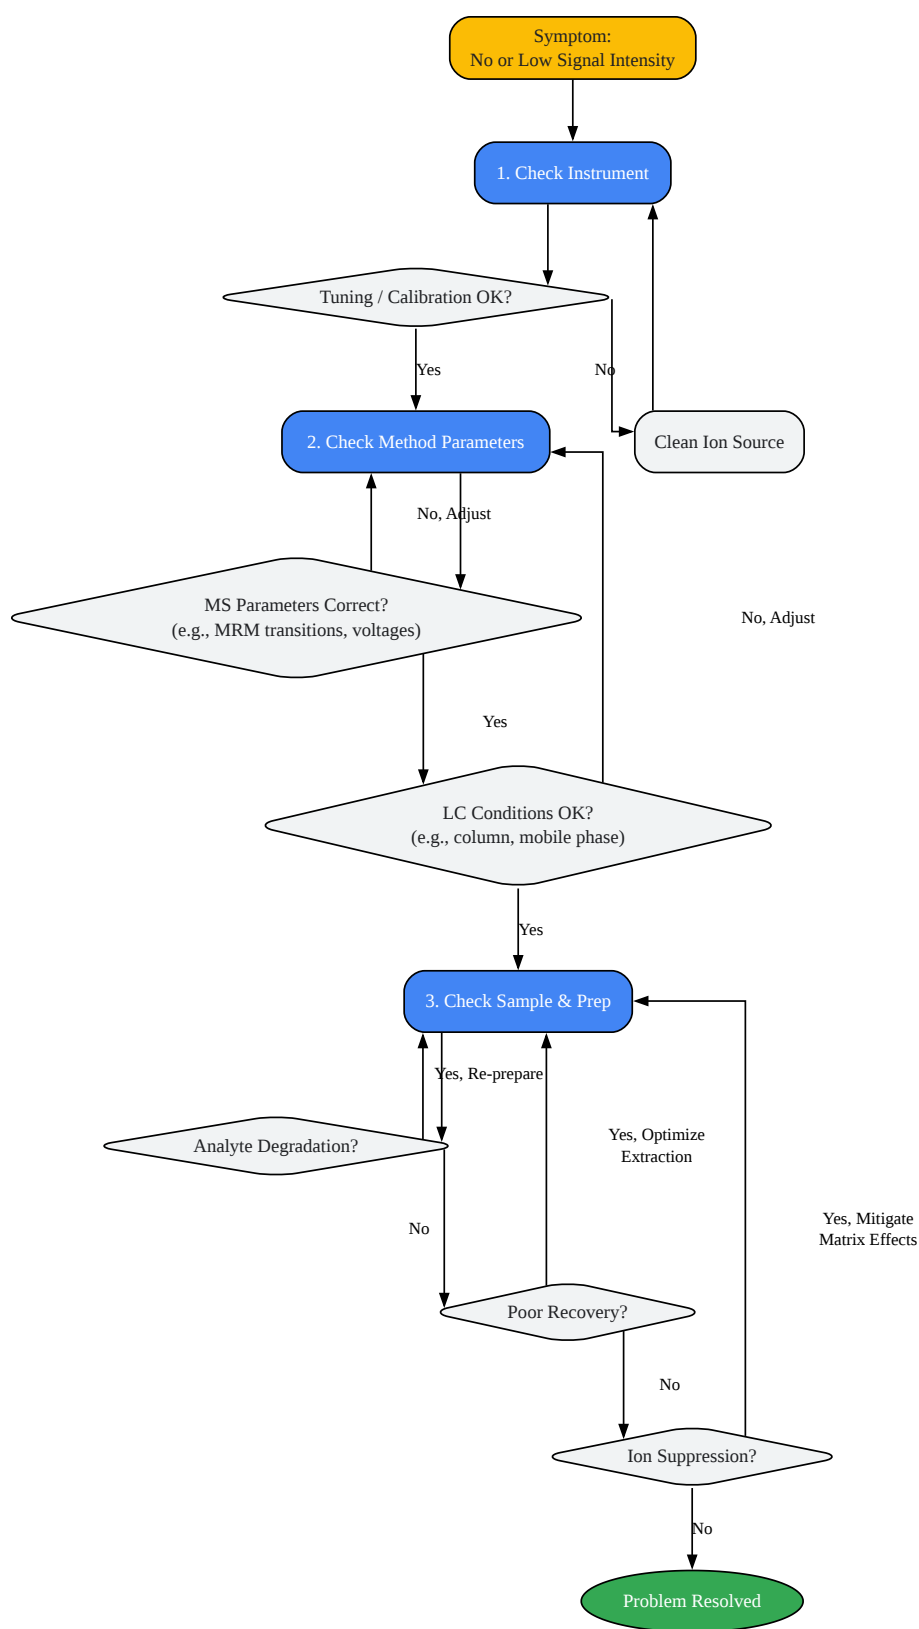 Symptom:
No or Low Signal Intensity
1. Check Instrument
Tuning / Calibration OK?
Yes
No
2. Check Method Parameters
Clean Ion Source
No, Adjust
MS Parameters Correct?
(e.g., MRM transitions, voltages)
No, Adjust
Yes
LC Conditions OK?
(e.g., column, mobile phase)
Yes
3. Check Sample & Prep
Yes, Re-prepare
Yes, Optimize
Extraction
Analyte Degradation?
Yes, Mitigate
Matrix Effects
No
Poor Recovery?
No
Ion Suppression?
No
Problem Resolved